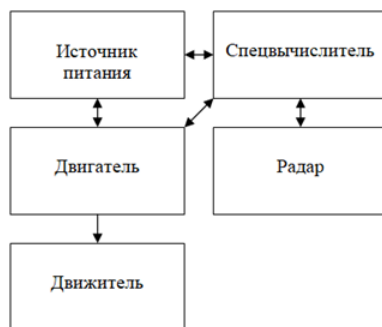 Источник
питания
Спецвычислитель
Двигатель
Радар
Движитель